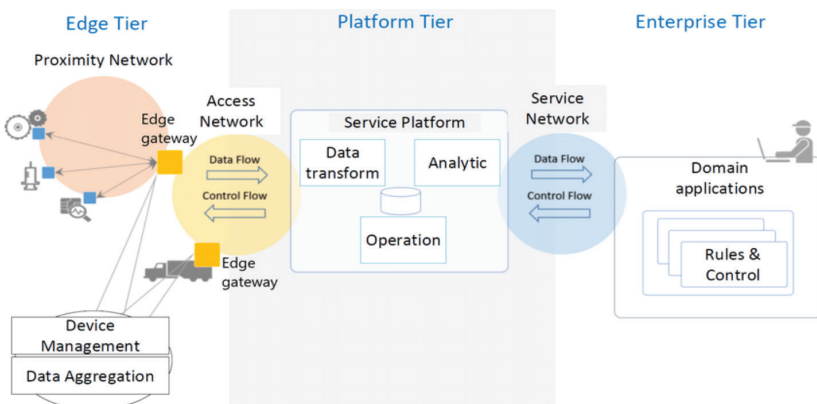 Edge Tier
Platform Tier
Enterprise Tier
Proximity Network
Edge
gateway
Access
Network
Data Flow
Control Flow
Edge
gateway
Device
Management
Data Aggregation
Service Platform
Data
transform
Analytic
Operation
Service
Network
Data Flow
Control Flow
Domain
applications
Rules &
Control